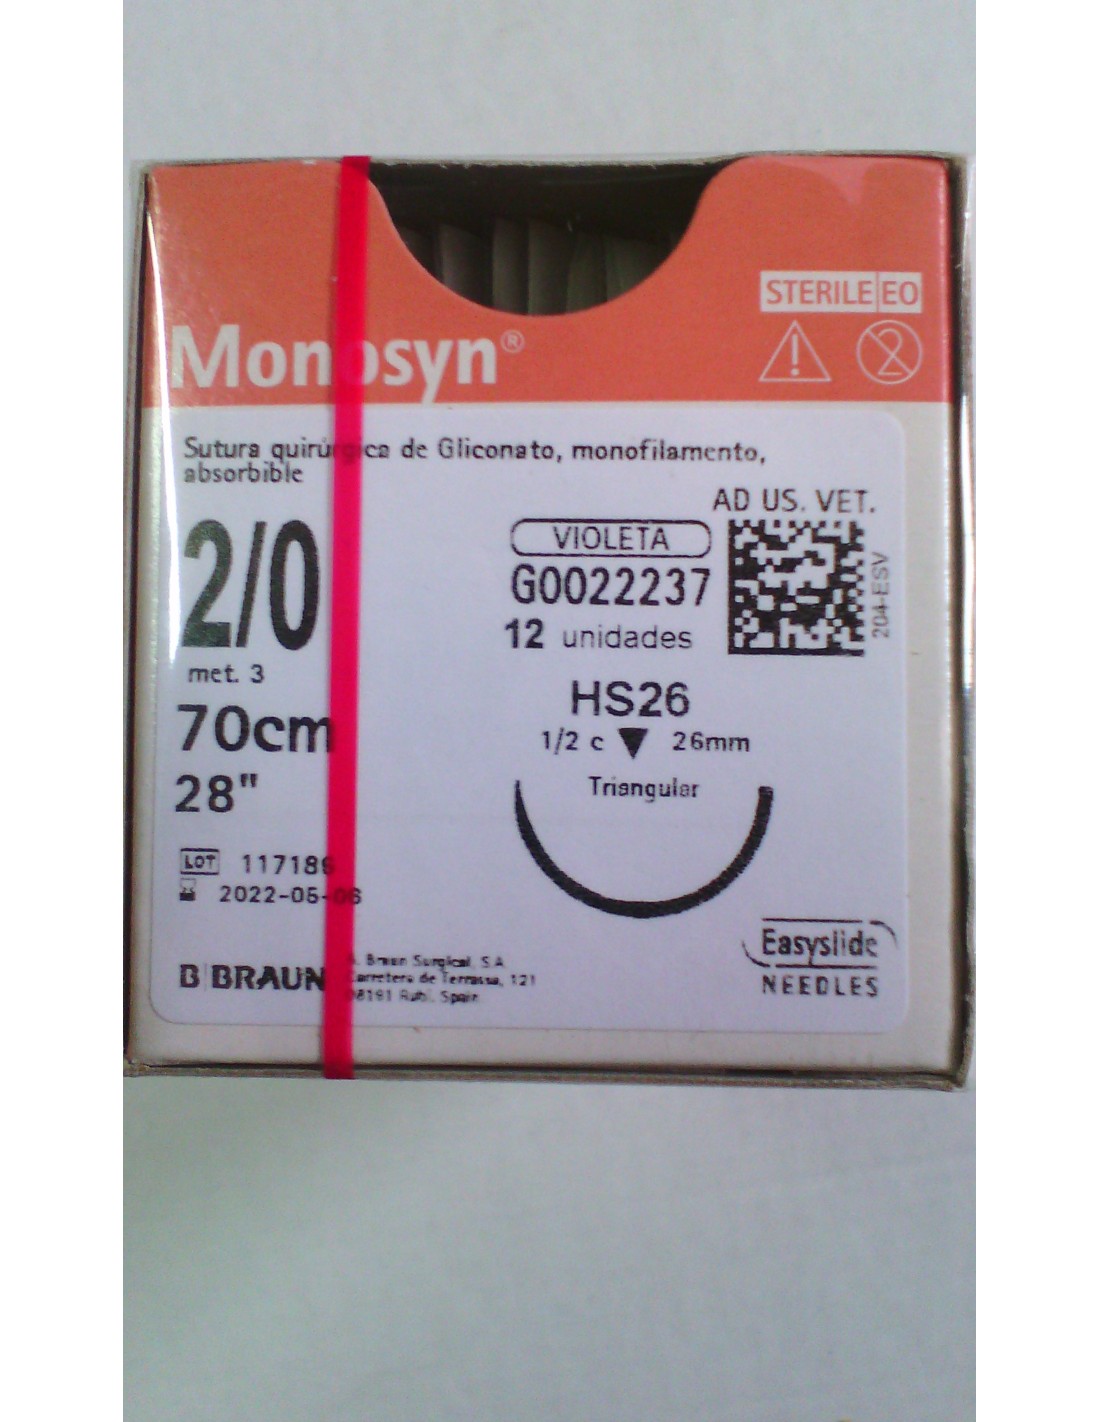 STERILE EO
Monosyn®
Sutura quirúrgica de Gliconato, monofilamento,
absorbible
AD US. VET.
2/0
VIOLETA
G0022237
204-ESV
12 unidades
met. 3
HS26
70cm
1/2 c 26mm
28"
Triangular
LOT 117186
2022-05-06
Easyslide
NEEDLES
B|BRAUN
B. Braun Surgical, S.A.
Carretera de Terrassa, 121
08191 Rubí. Spain